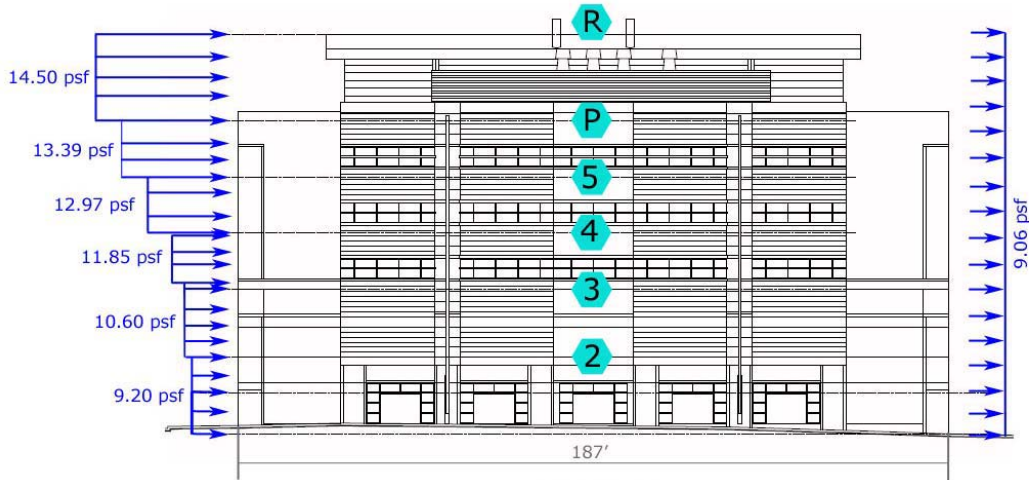 R
14.50 psf
P
13.39 psf
5
12.97 psf
4
11.85 psf
3
10.60 psf
2
9.20 psf
9.06 psf
187’